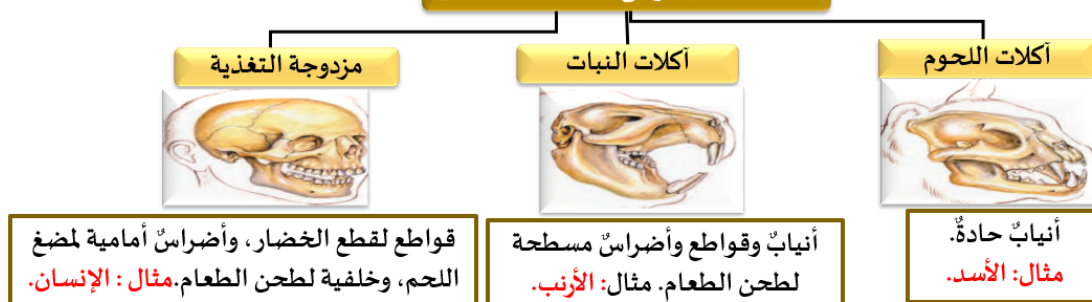 آكلات اللحوم
آكلات النبات
مزدوجة التغذية
أنيابٌ حادةٌ.
مثال: الأسد.
أنيابٌ وقواطع وأضراسٌ مسطحة
لطحن الطعام. مثال: الأرنب.
قواطع لقطع الخضار، وأضراسٌ أمامية لمضغ
اللحم، وخلفية لطحن الطعام.مثال : الإنسان.